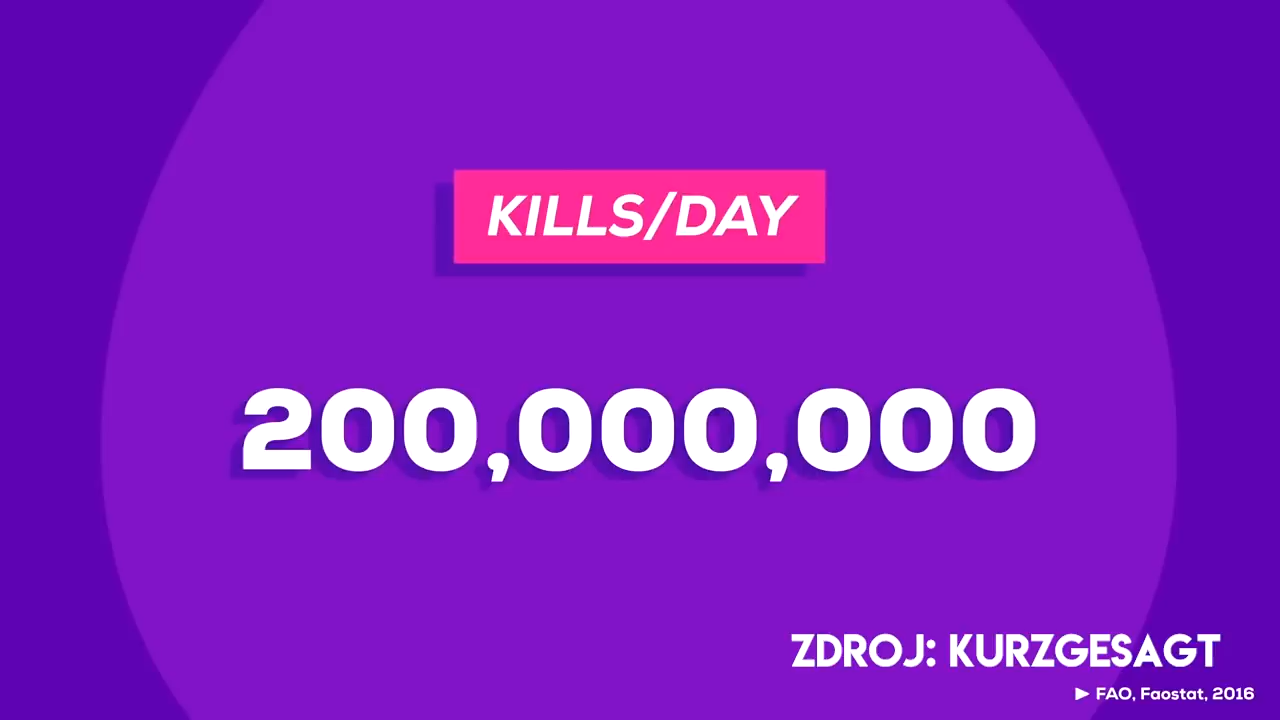 KILLS/DAY
200,000,000
ZDROJ: KURZGESAGT
► FAO, Faostat, 2016